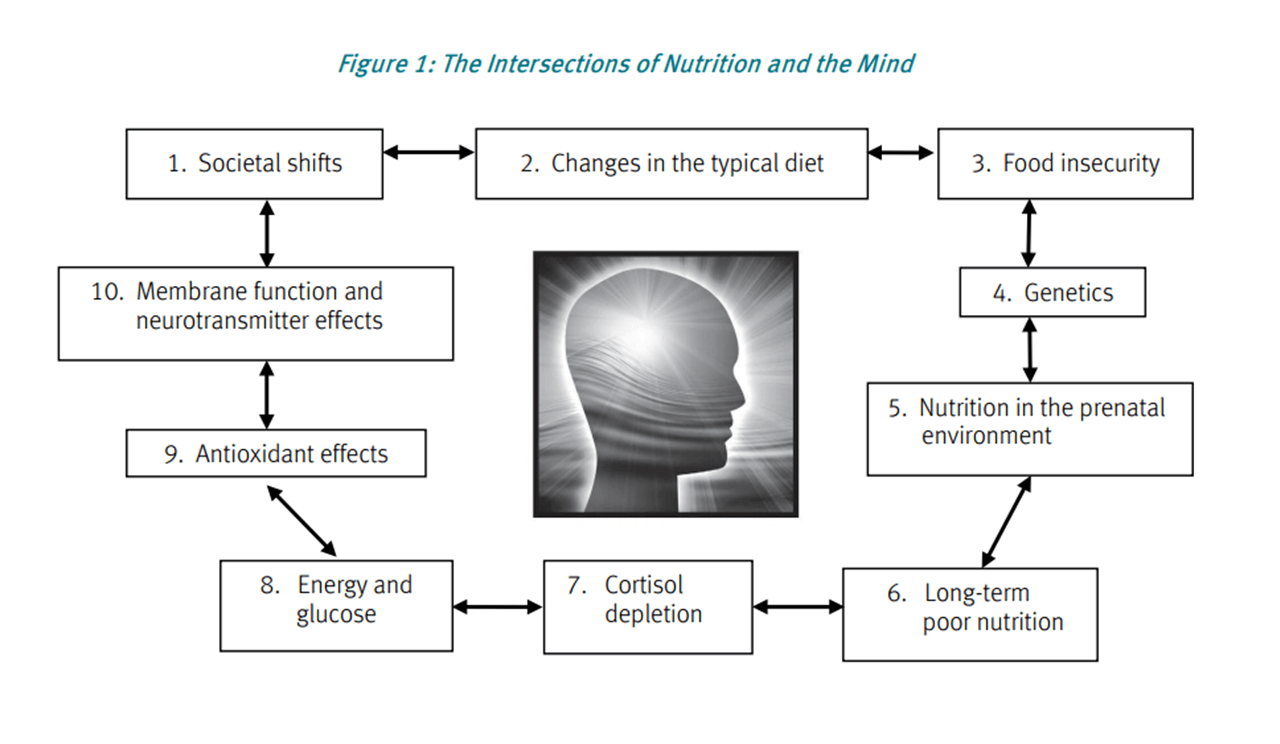 Figure 1: The Intersections of Nutrition and the Mind
1. Societal shifts
2. Changes in the typical diet
3. Food insecurity
4. Genetics
5. Nutrition in the prenatal
environment
6. Long-term
poor nutrition
7. Cortisol
depletion
8. Energy and
glucose
9. Antioxidant effects
10. Membrane function and
neurotransmitter effects